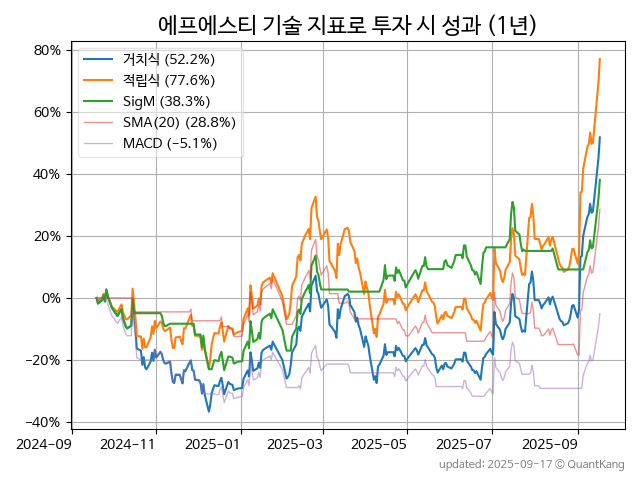 에프에스티 기술 지표로 투자 시 성과 (1년)
80%
60%
40%
20%
0%
−20%
−40%
거치식 (52.2%)
적립식 (77.6%)
SigM (38.3%)
SMA(20) (28.8%)
MACD (−5.1%)
2024-09
2024-11
2025-01
2025-03
2025-05
2025-07
2025-09
updated: 2025-09-17 © QuantKang